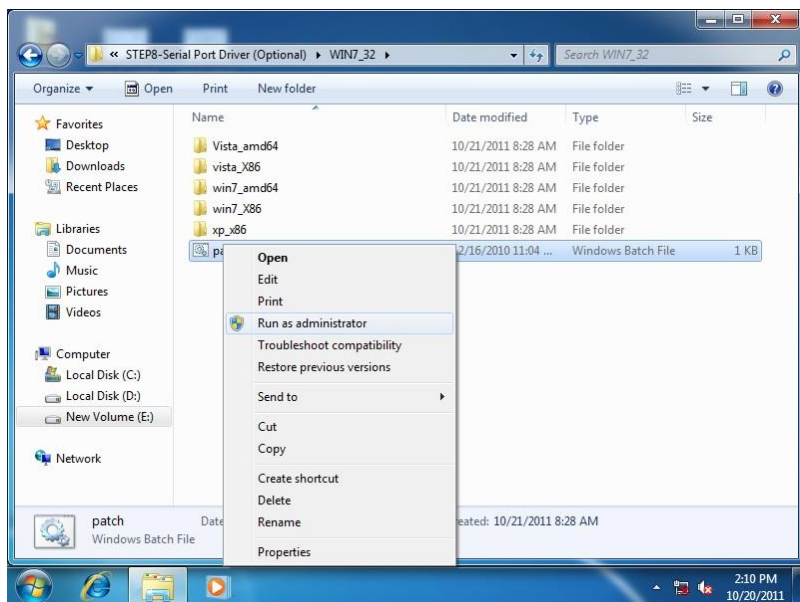 « STEP8-Serial Port Driver (Optional) ▸ WIN7_32 ▸
Search WIN7_32
Organize ▾ Open Print New folder
Name Date modified Type Size
Favorites
Desktop
Downloads
Recent Places
Libraries
Documents
Music
Pictures
Videos
Computer
Local Disk (C:)
Local Disk (D:)
New Volume (E:)
Network
Vista_amd64 10/21/2011 8:28 AM File folder
vista_X86 10/21/2011 8:28 AM File folder
win7_amd64 10/21/2011 8:28 AM File folder
win7_X86 10/21/2011 8:28 AM File folder
xp_x86 10/21/2011 8:28 AM File folder
pa 2/16/2010 11:04 ... Windows Batch File 1 KB
Open
Edit
Print
Run as administrator
Troubleshoot compatibility
Restore previous versions
Send to
Cut
Copy
Create shortcut
Delete
Rename
Properties
patch Date eated: 10/21/2011 8:28 AM
Windows Batch File
2:10 PM
10/20/2011